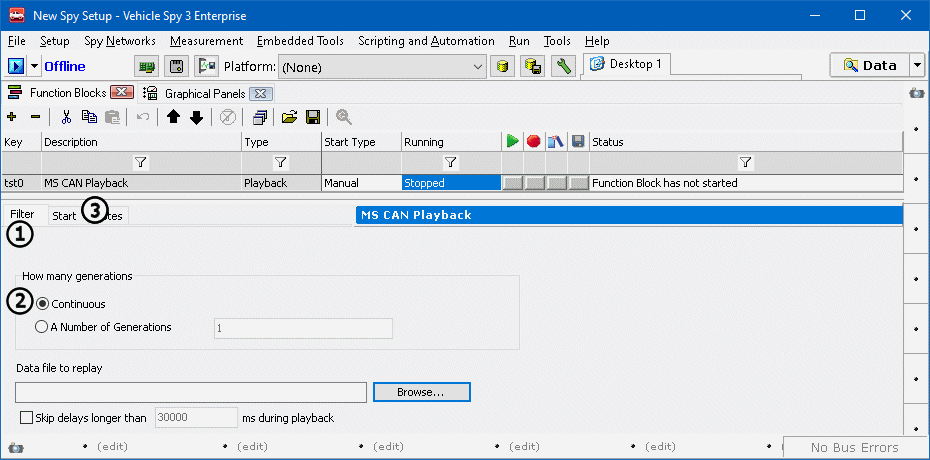 New Spy Setup - Vehicle Spy 3 Enterprise
File Setup Spy Networks Measurement Embedded Tools Scripting and Automation Run Tools Help
Offline Platform: (None) Desktop 1 Data
Function Blocks Graphical Panels
Key Description Type Start Type Running Status
tst0 MS CAN Playback Playback Manual Stopped Function Block has not started
Filter Start 3 tes MS CAN Playback
1
How many generations
2 Continuous
A Number of Generations 1
Data file to replay
Browse...
Skip delays longer than 30000 ms during playback
(edit) (edit) (edit) (edit) (edit) No Bus Errors